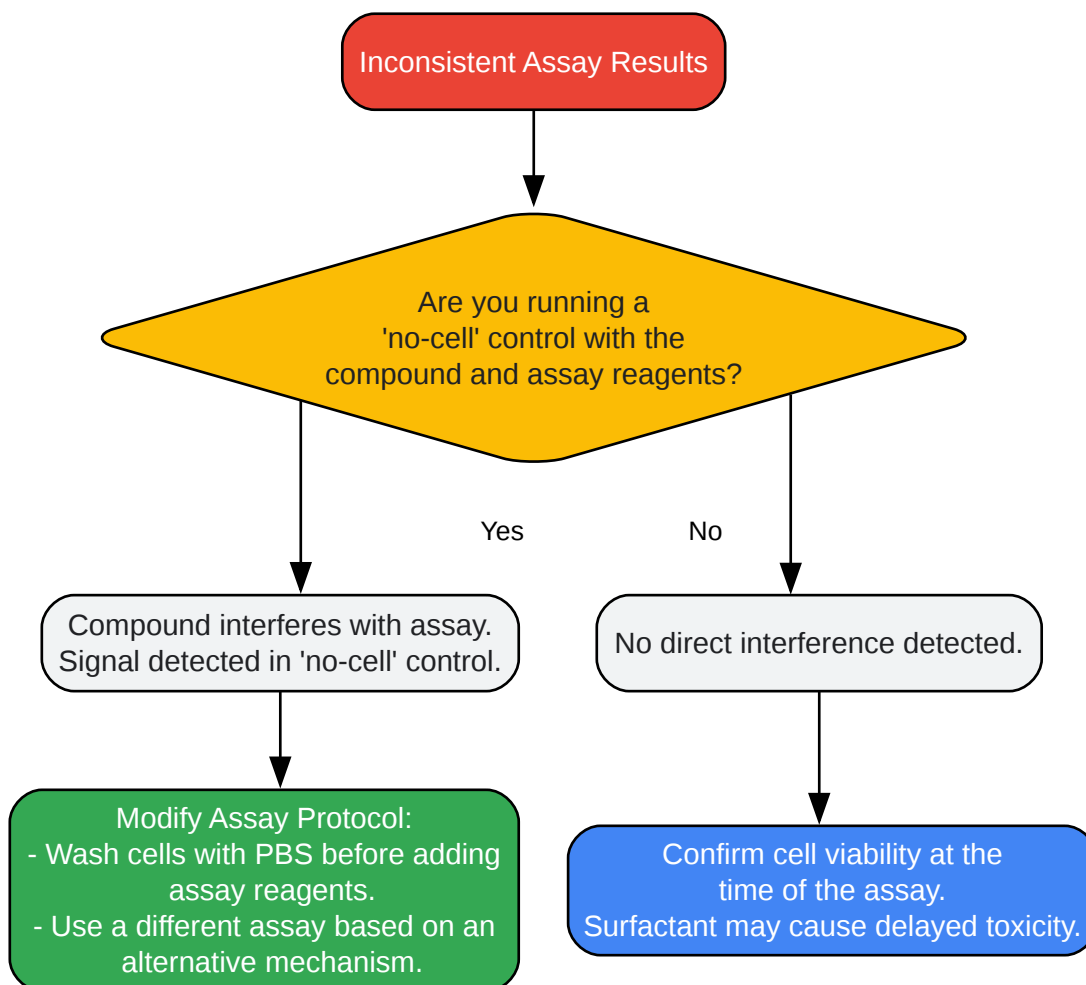 Inconsistent Assay Results
Are you running a
'no-cell' control with the
compound and assay reagents?
Yes
No
Compound interferes with assay.
Signal detected in 'no-cell' control.
No direct interference detected.
Modify Assay Protocol:
- Wash cells with PBS before adding
assay reagents.
- Use a different assay based on an
alternative mechanism.
Confirm cell viability at the
time of the assay.
Surfactant may cause delayed toxicity.